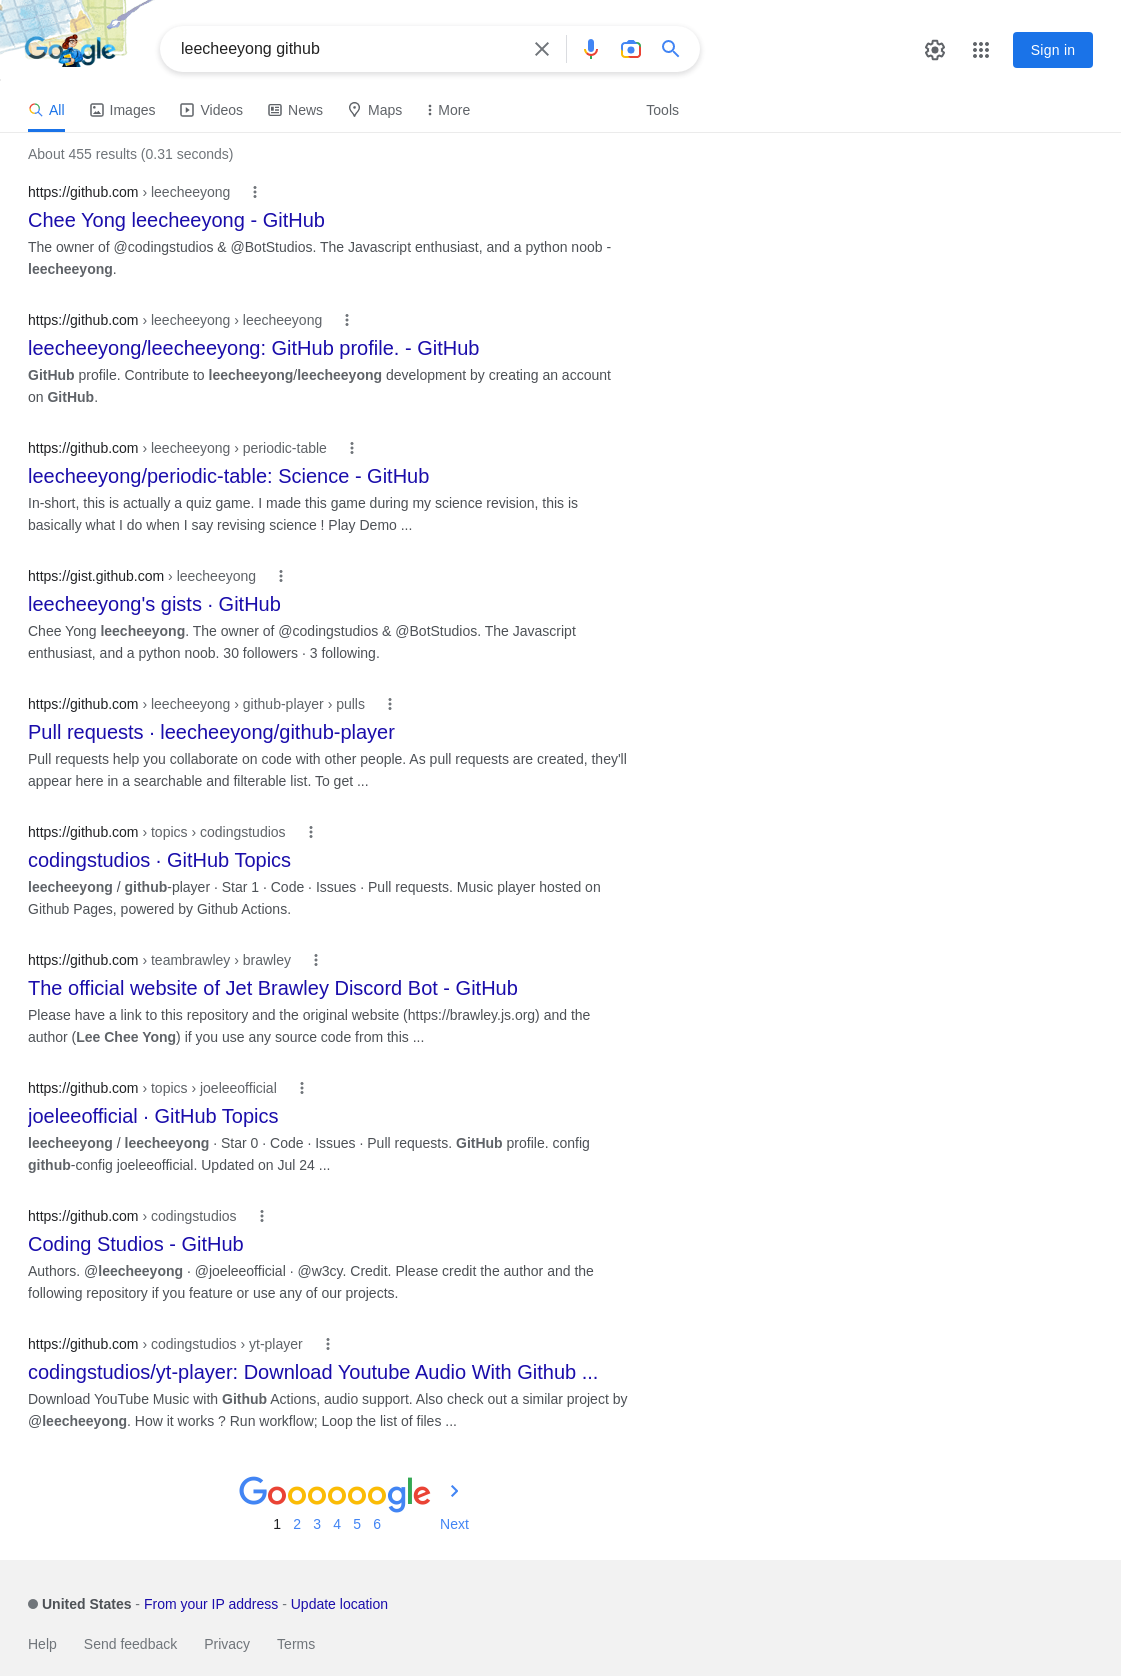 Google
leecheeyong github
Sign in
All Images Videos News Maps More Tools
About 455 results (0.31 seconds)
https://github.com › leecheeyong
Chee Yong leecheeyong - GitHub
The owner of @codingstudios & @BotStudios. The Javascript enthusiast, and a python noob -
leecheeyong.
https://github.com › leecheeyong › leecheeyong
leecheeyong/leecheeyong: GitHub profile. - GitHub
GitHub profile. Contribute to leecheeyong/leecheeyong development by creating an account
on GitHub.
https://github.com › leecheeyong › periodic-table
leecheeyong/periodic-table: Science - GitHub
In-short, this is actually a quiz game. I made this game during my science revision, this is
basically what I do when I say revising science ! Play Demo ...
https://gist.github.com › leecheeyong
leecheeyong's gists · GitHub
Chee Yong leecheeyong. The owner of @codingstudios & @BotStudios. The Javascript
enthusiast, and a python noob. 30 followers · 3 following.
https://github.com › leecheeyong › github-player › pulls
Pull requests · leecheeyong/github-player
Pull requests help you collaborate on code with other people. As pull requests are created, they'll
appear here in a searchable and filterable list. To get ...
https://github.com › topics › codingstudios
codingstudios · GitHub Topics
leecheeyong / github-player · Star 1 · Code · Issues · Pull requests. Music player hosted on
Github Pages, powered by Github Actions.
https://github.com › teambrawley › brawley
The official website of Jet Brawley Discord Bot - GitHub
Please have a link to this repository and the original website (https://brawley.js.org) and the
author (Lee Chee Yong) if you use any source code from this ...
https://github.com › topics › joeleeofficial
joeleeofficial · GitHub Topics
leecheeyong / leecheeyong · Star 0 · Code · Issues · Pull requests. GitHub profile. config
github-config joeleeofficial. Updated on Jul 24 ...
https://github.com › codingstudios
Coding Studios - GitHub
Authors. @leecheeyong · @joeleeofficial · @w3cy. Credit. Please credit the author and the
following repository if you feature or use any of our projects.
https://github.com › codingstudios › yt-player
codingstudios/yt-player: Download Youtube Audio With Github ...
Download YouTube Music with Github Actions, audio support. Also check out a similar project by
@leecheeyong. How it works ? Run workflow; Loop the list of files ...
Goooooogle
1 2 3 4 5 6 Next
United States - From your IP address - Update location
Help Send feedback Privacy Terms